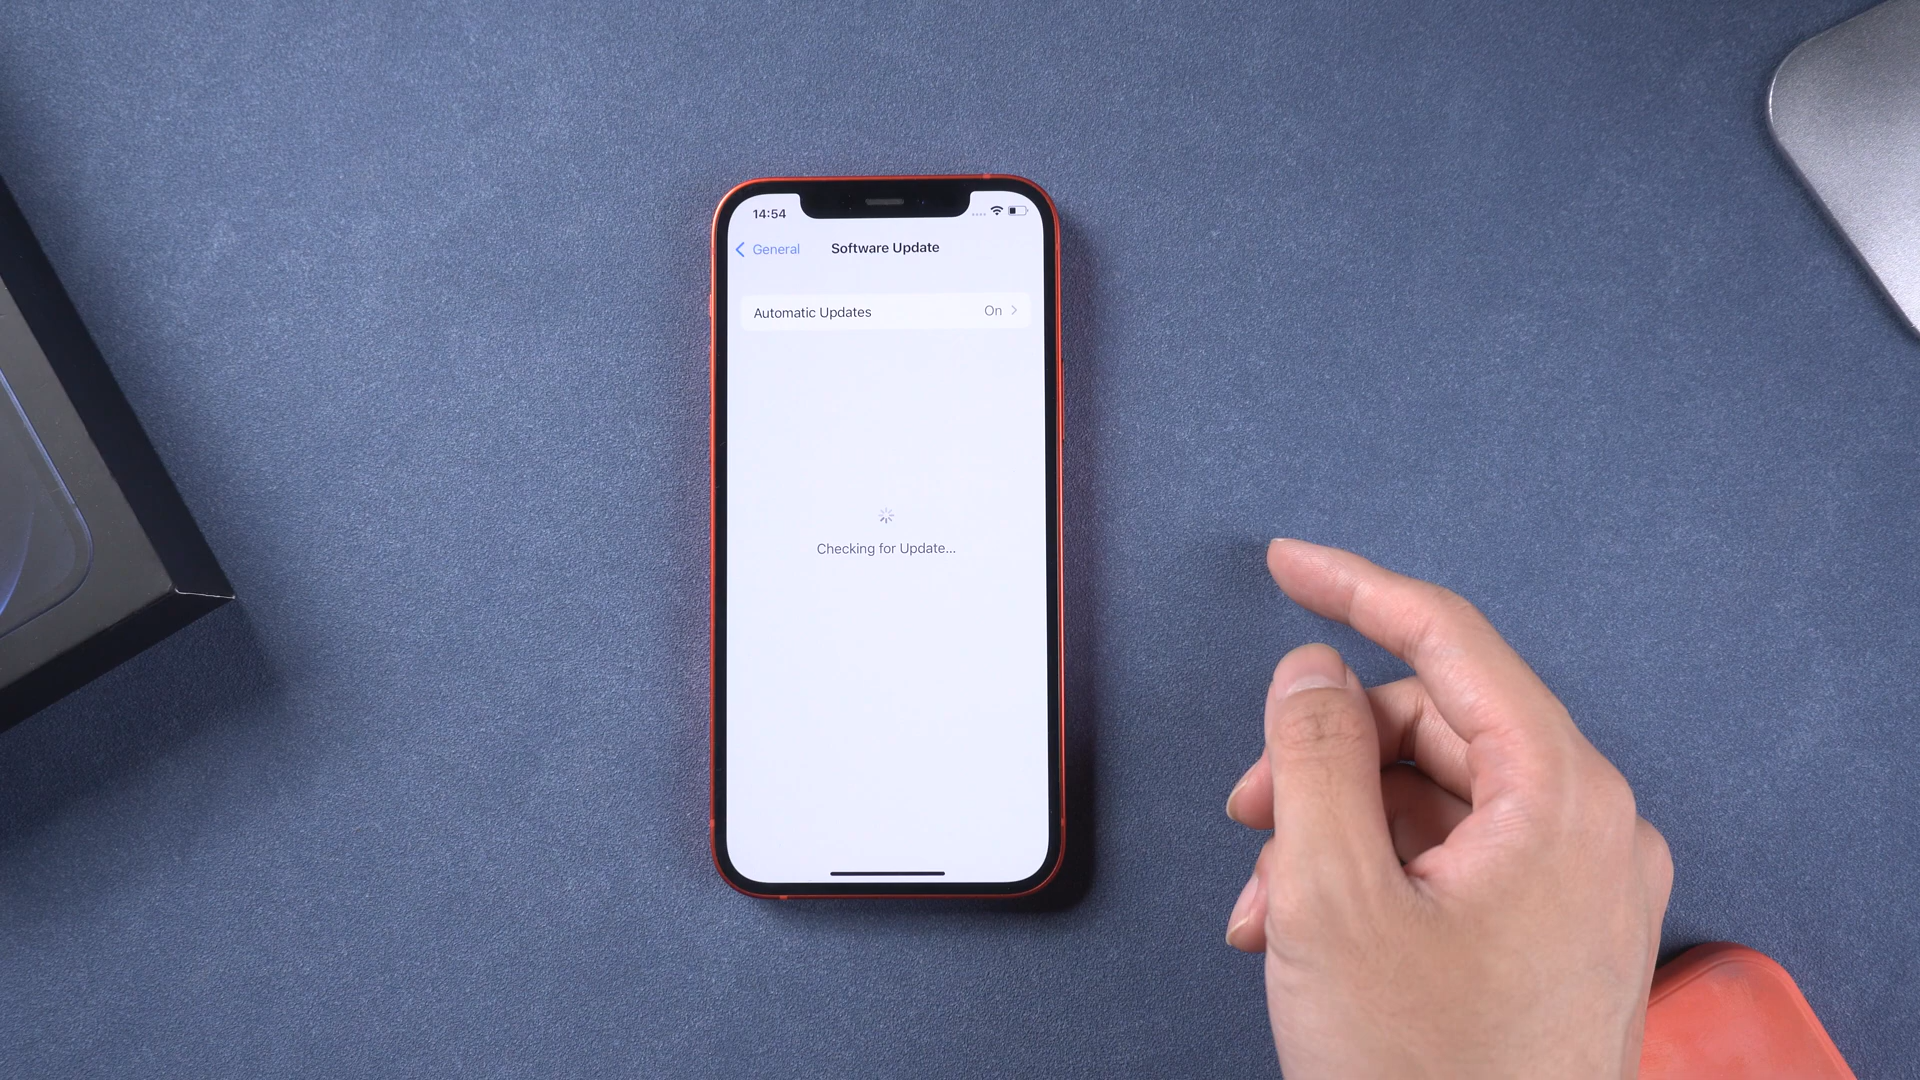 14:54
General
Software Update
Automatic Updates
On
Checking for Update...